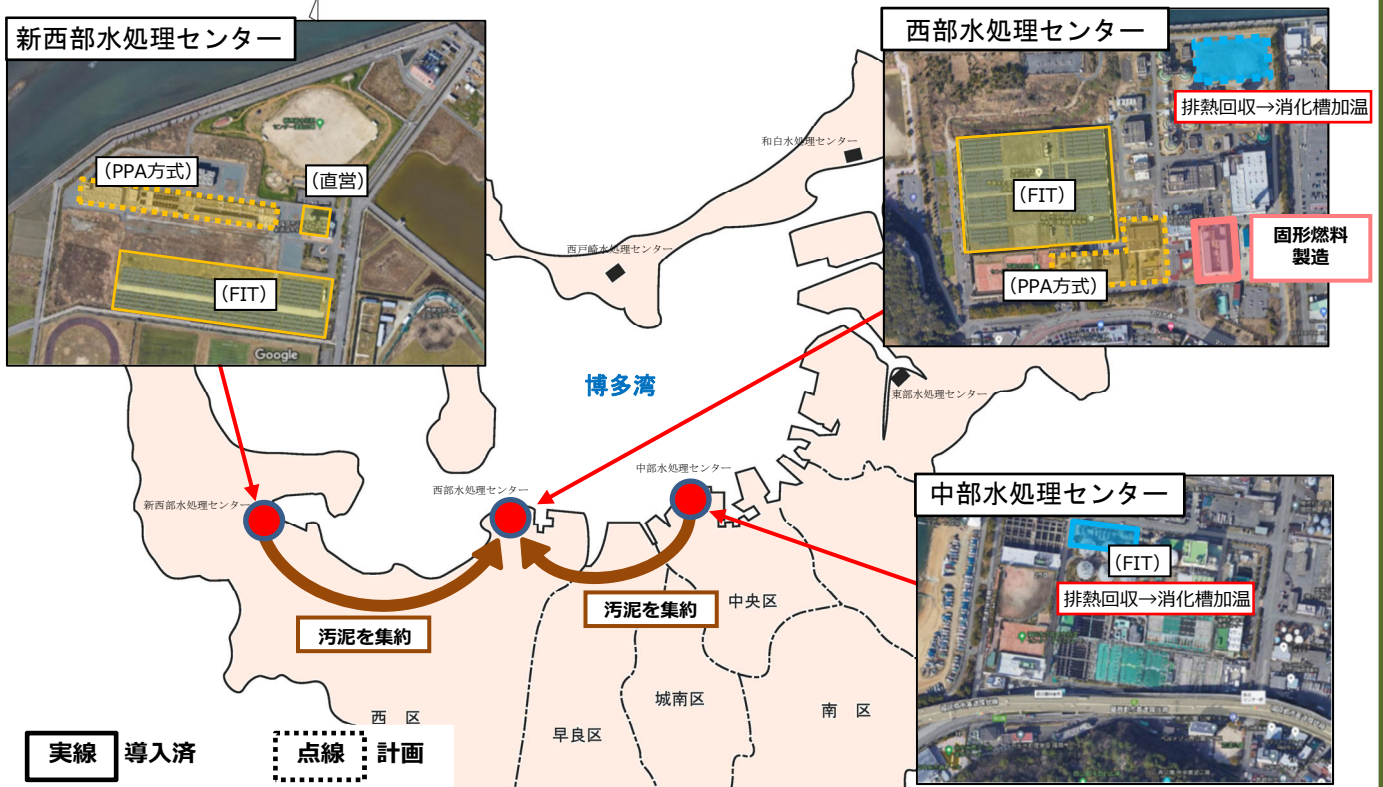 新西部水処理センター
(PPA方式)
(直営)
(FIT)
Google
西部水処理センター
排熱回収→消化槽加温
(FIT)
(PPA方式)
固形燃料
製造
和白水処理センター
西戸崎水処理センター
博多湾
東部水処理センター
中部水処理センター
西部水処理センター
新西部水処理センター
中部水処理センター
(FIT)
排熱回収→消化槽加温
汚泥を集約
汚泥を集約
中央区
城南区
南 区
西 区
早良区
実線 導入済
点線 計画